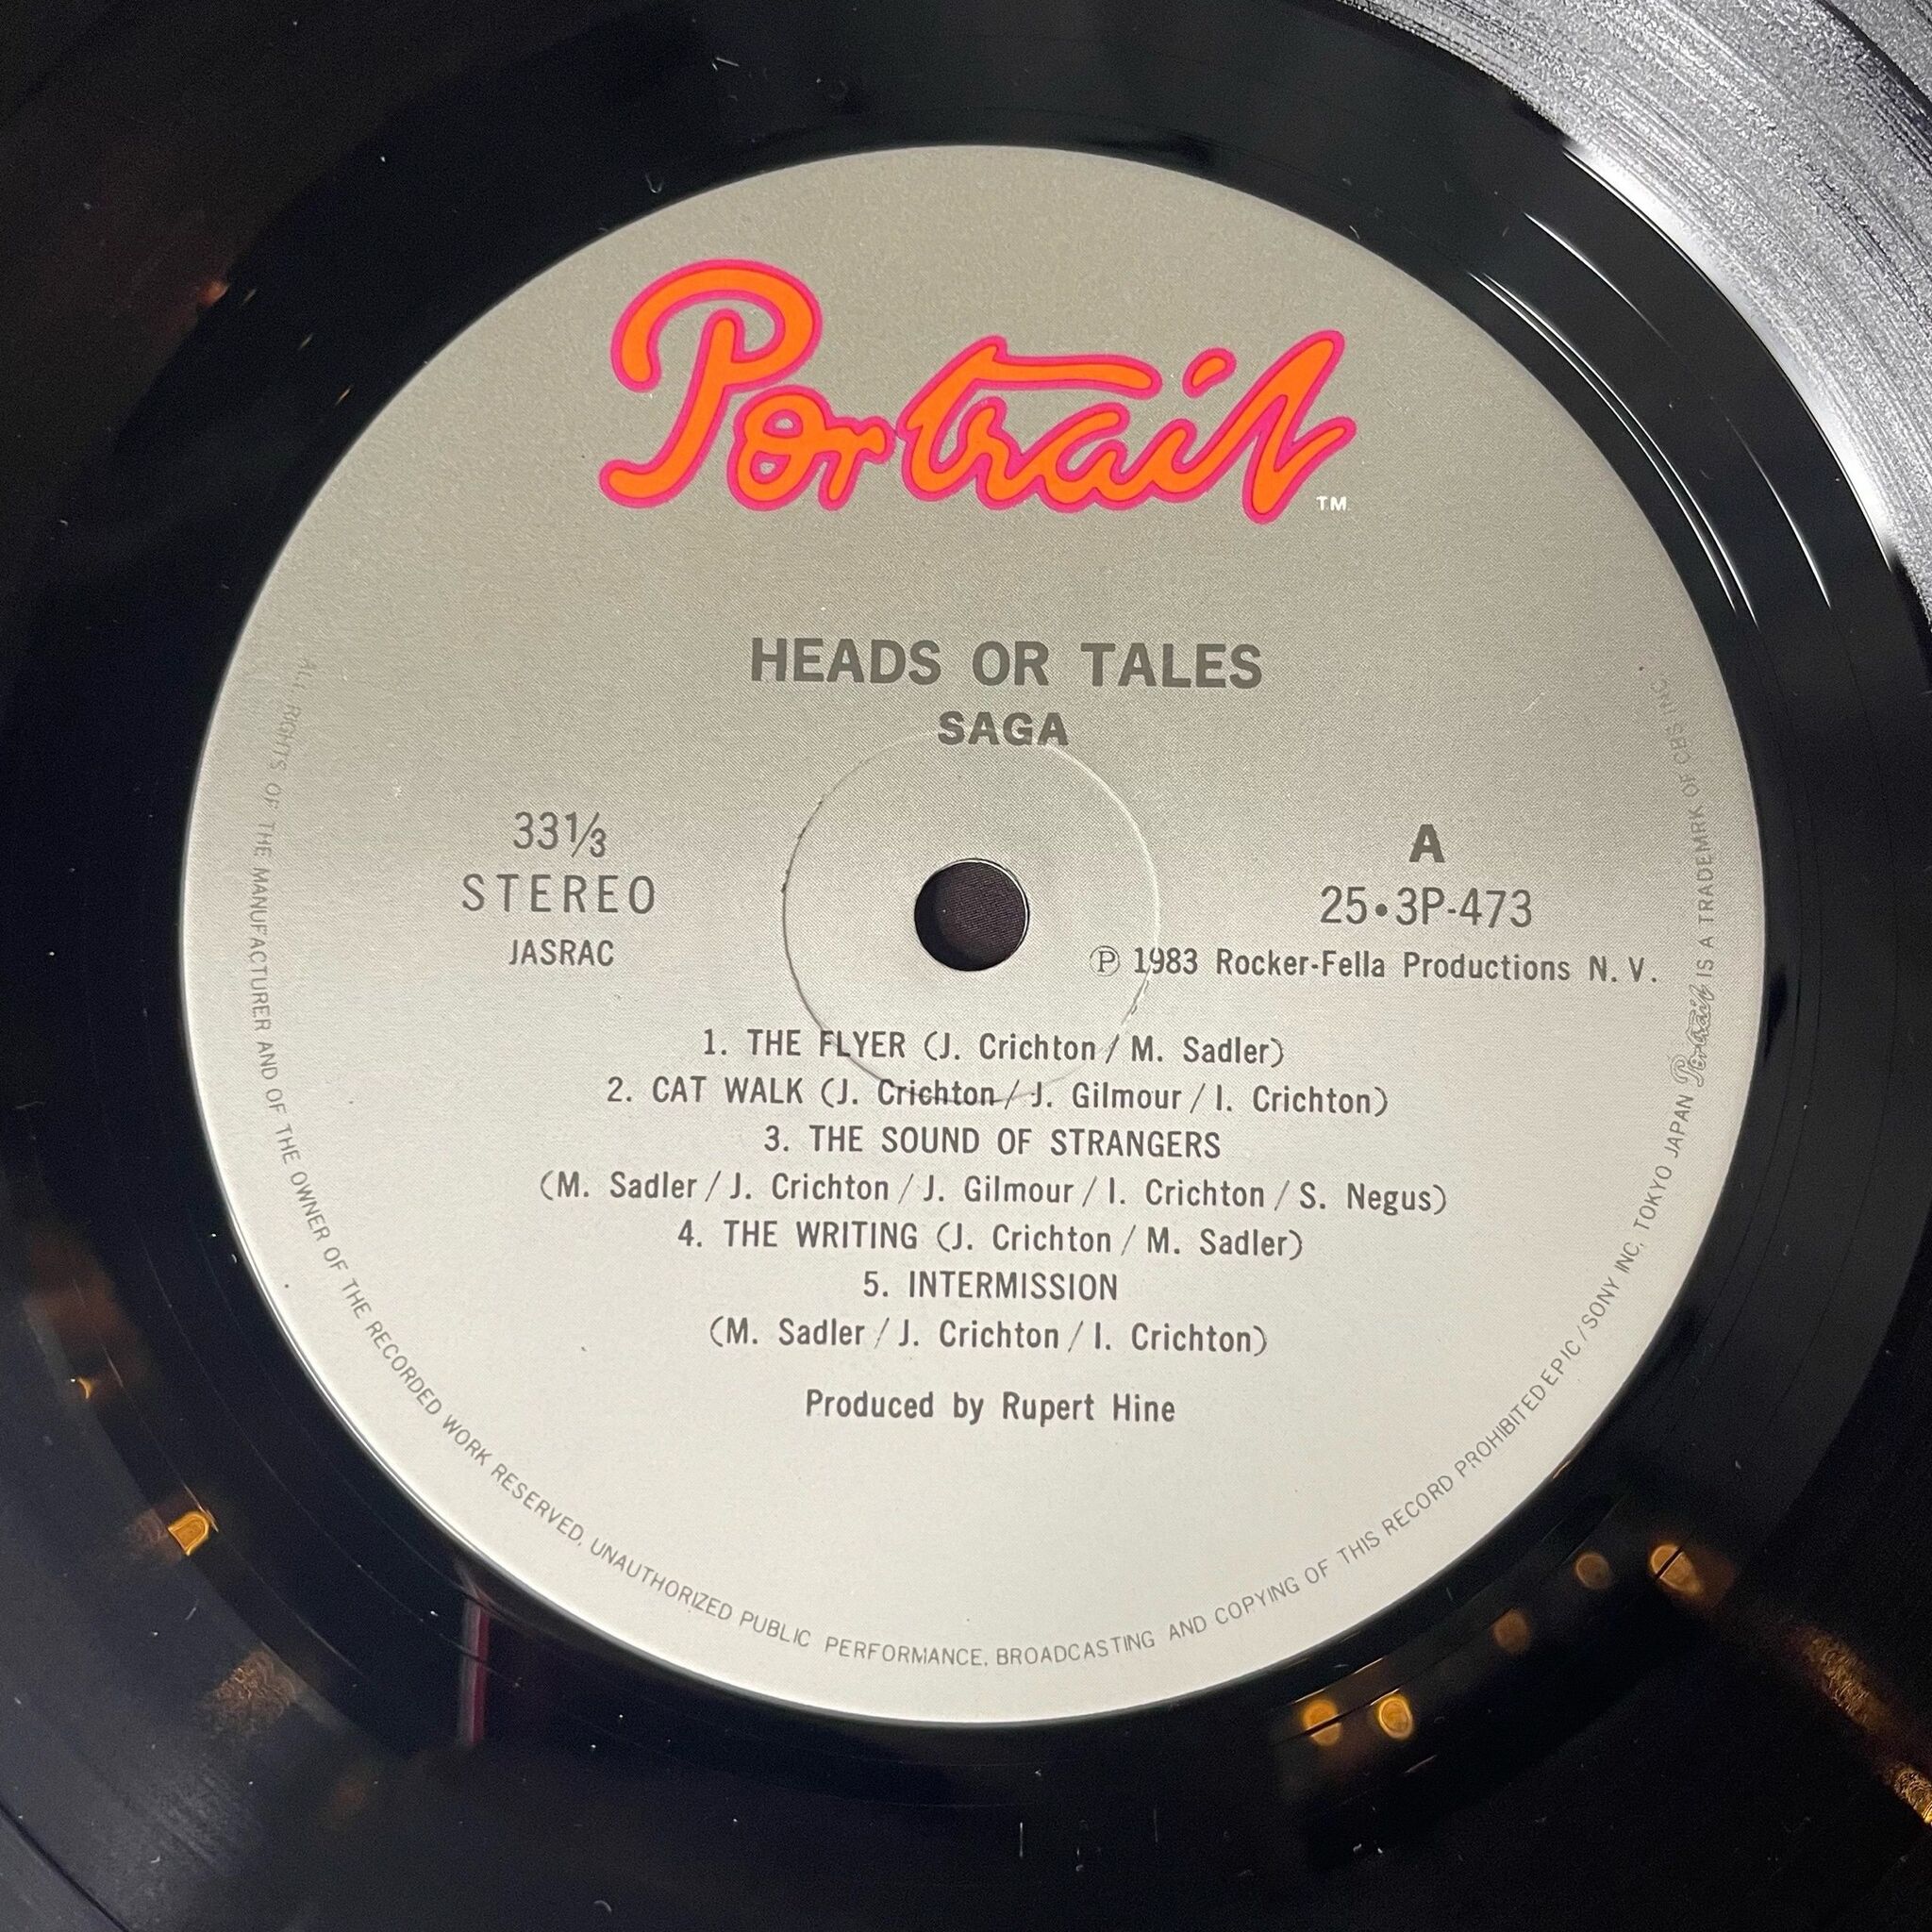 Portrait
TM
HEADS OR TALES
SAGA
33⅓
STEREO
JASRAC
A
25•3P-473
Ⓟ 1983 Rocker-Fella Productions N. V.
1. THE FLYER (J. Crichton / M. Sadler)
2. CAT WALK (J. Crichton / J. Gilmour / I. Crichton)
3. THE SOUND OF STRANGERS
(M. Sadler / J. Crichton / J. Gilmour / I. Crichton / S. Negus)
4. THE WRITING (J. Crichton / M. Sadler)
5. INTERMISSION
(M. Sadler / J. Crichton / I. Crichton)
Produced by Rupert Hine
ALL RIGHTS OF THE MANUFACTURER AND OF THE OWNER OF THE RECORDED WORK RESERVED, UNAUTHORIZED PUBLIC PERFORMANCE, BROADCASTING AND COPYING OF THIS RECORD PROHIBITED EPIC / SONY INC. TOKYO JAPAN Portrait IS A TRADEMRK OF CBS INC